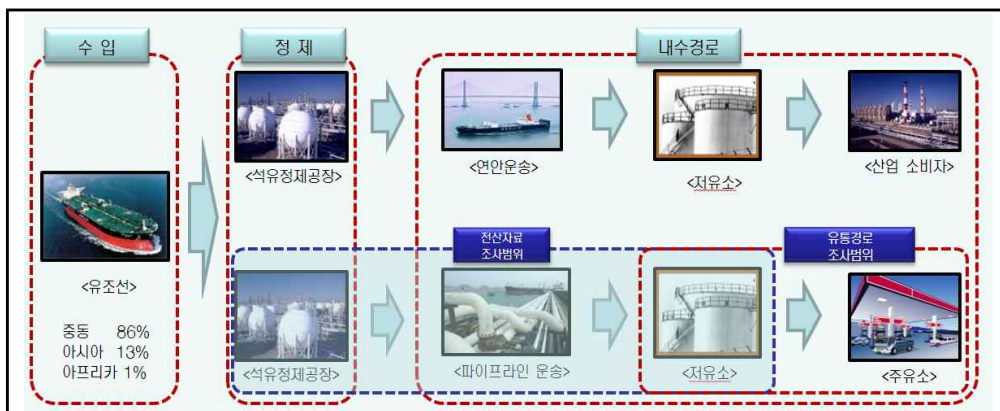 수 입
정 제
내수경로
<석유정제공장>
<연안운송>
<저유소>
<산업 소비자>
<유조선>
중동 86%
아시아 13%
아프리카 1%
전산자료
조사범위
유통경로
조사범위
<석유정제공장>
<파이프라인 운송>
<저유소>
<주유소>